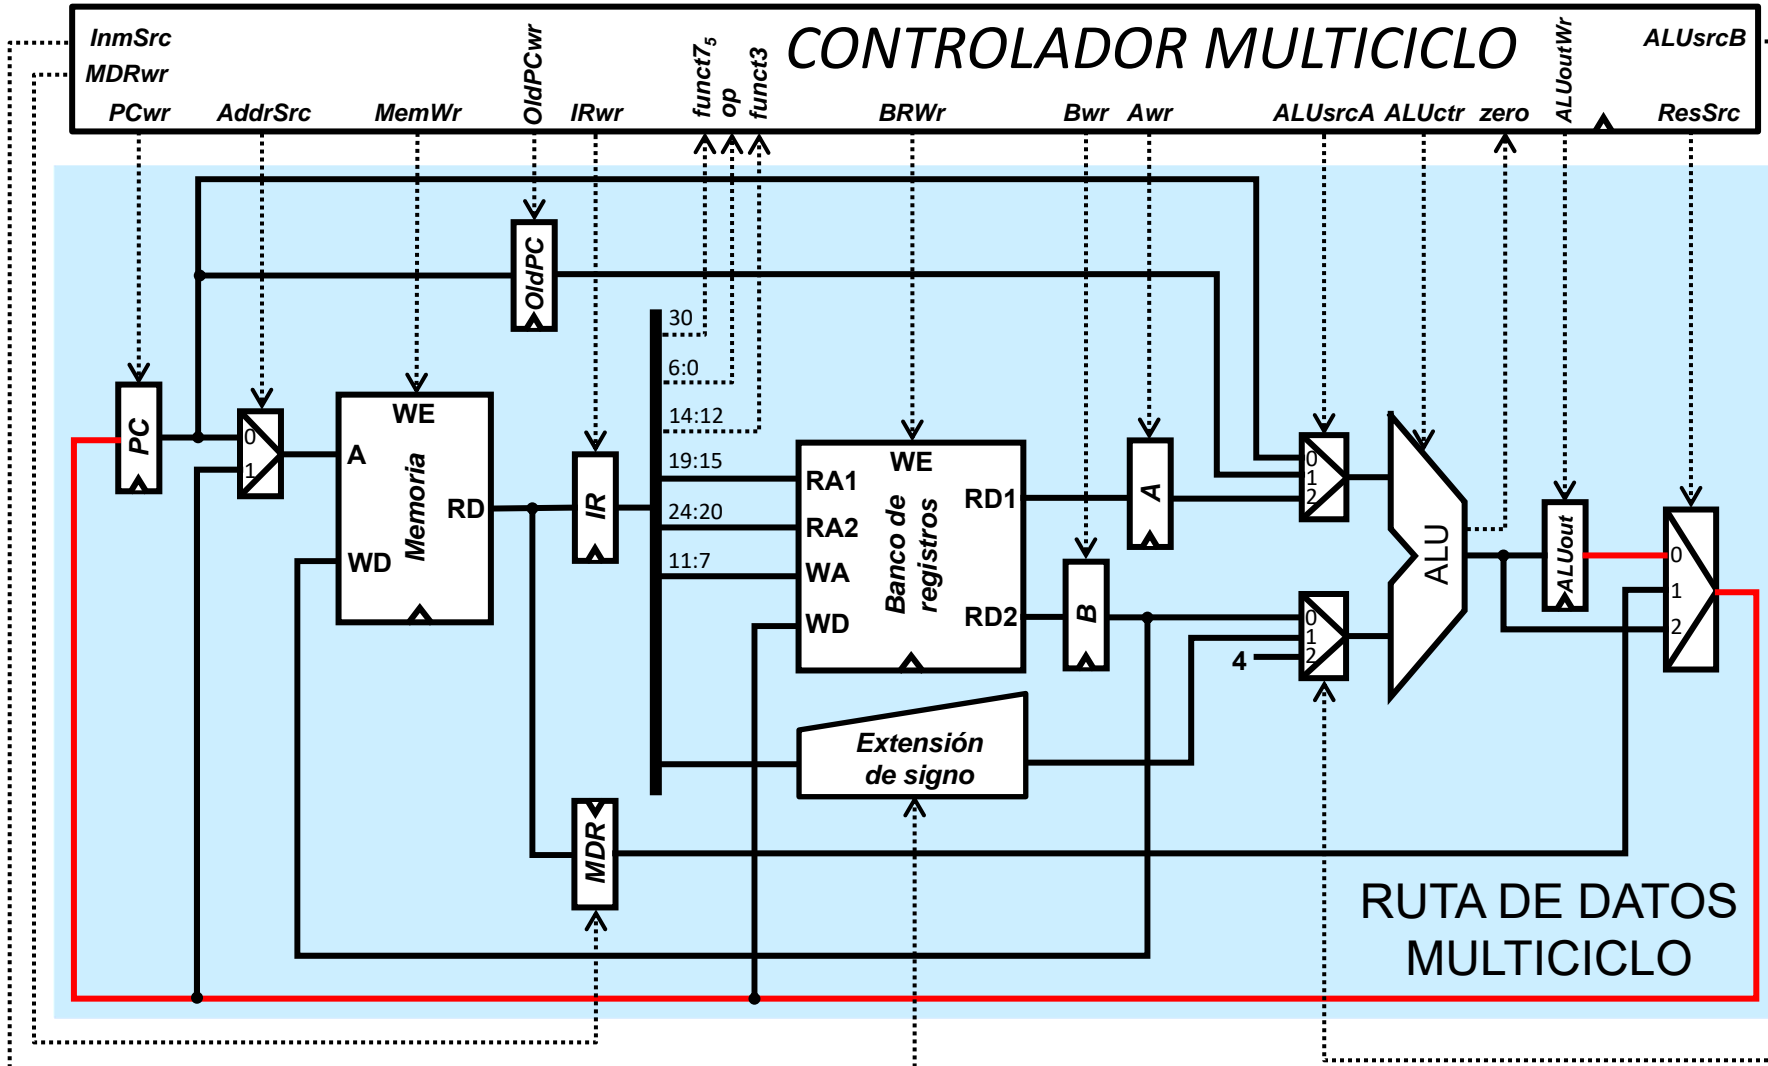 InmSrc
MDRwr
PCwr
AddrSrc
MemWr
OldPCwr
IRwr
funct7₅
op
funct3
CONTROLADOR MULTICICLO
BRWr
Bwr
Awr
ALUsrcA
ALUctr
zero
ALUoutWr
ALUsrcB
ResSrc
OldPC
PC
0
1
WE
A
Memoria
RD
WD
IR
30
6:0
14:12
19:15
24:20
11:7
WE
RA1
RA2
WA
WD
Banco de
registros
RD1
RD2
A
B
0
1
2
0
1
2
4
ALU
ALUout
0
1
2
Extensión
de signo
MDR
RUTA DE DATOS
MULTICICLO